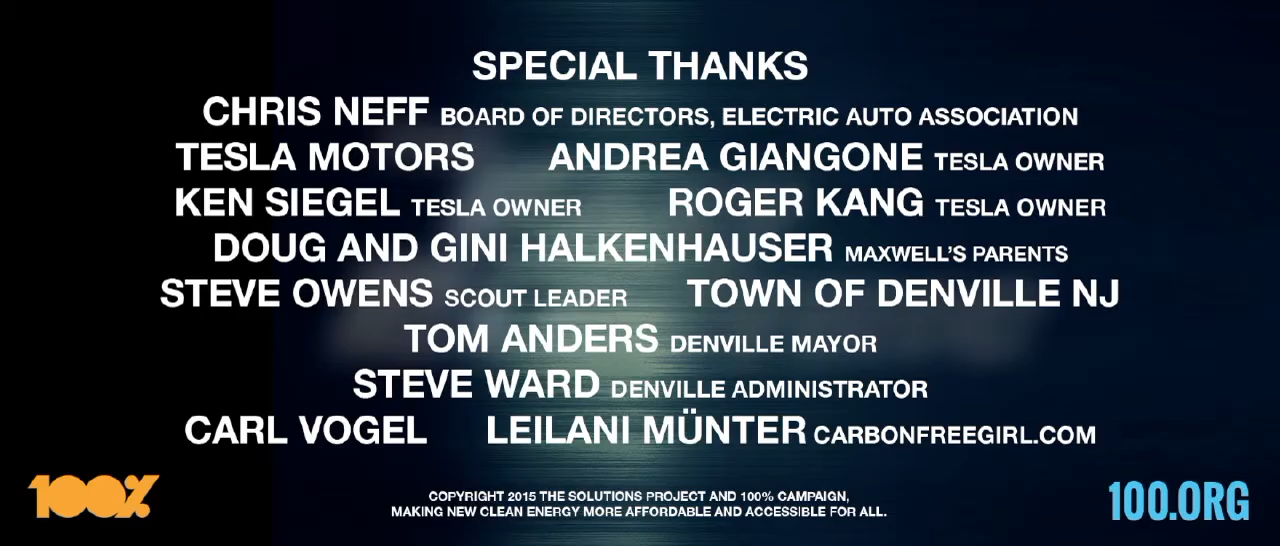 SPECIAL THANKS
CHRIS NEFF BOARD OF DIRECTORS, ELECTRIC AUTO ASSOCIATION
TESLA MOTORS ANDREA GIANGONE TESLA OWNER
KEN SIEGEL TESLA OWNER ROGER KANG TESLA OWNER
DOUG AND GINI HALKENHAUSER MAXWELL'S PARENTS
STEVE OWENS SCOUT LEADER TOWN OF DENVILLE NJ
TOM ANDERS DENVILLE MAYOR
STEVE WARD DENVILLE ADMINISTRATOR
CARL VOGEL LEILANI MÜNTER CARBONFREEGIRL.COM
100%
COPYRIGHT 2015 THE SOLUTIONS PROJECT AND 100% CAMPAIGN,
MAKING NEW CLEAN ENERGY MORE AFFORDABLE AND ACCESSIBLE FOR ALL.
100.ORG